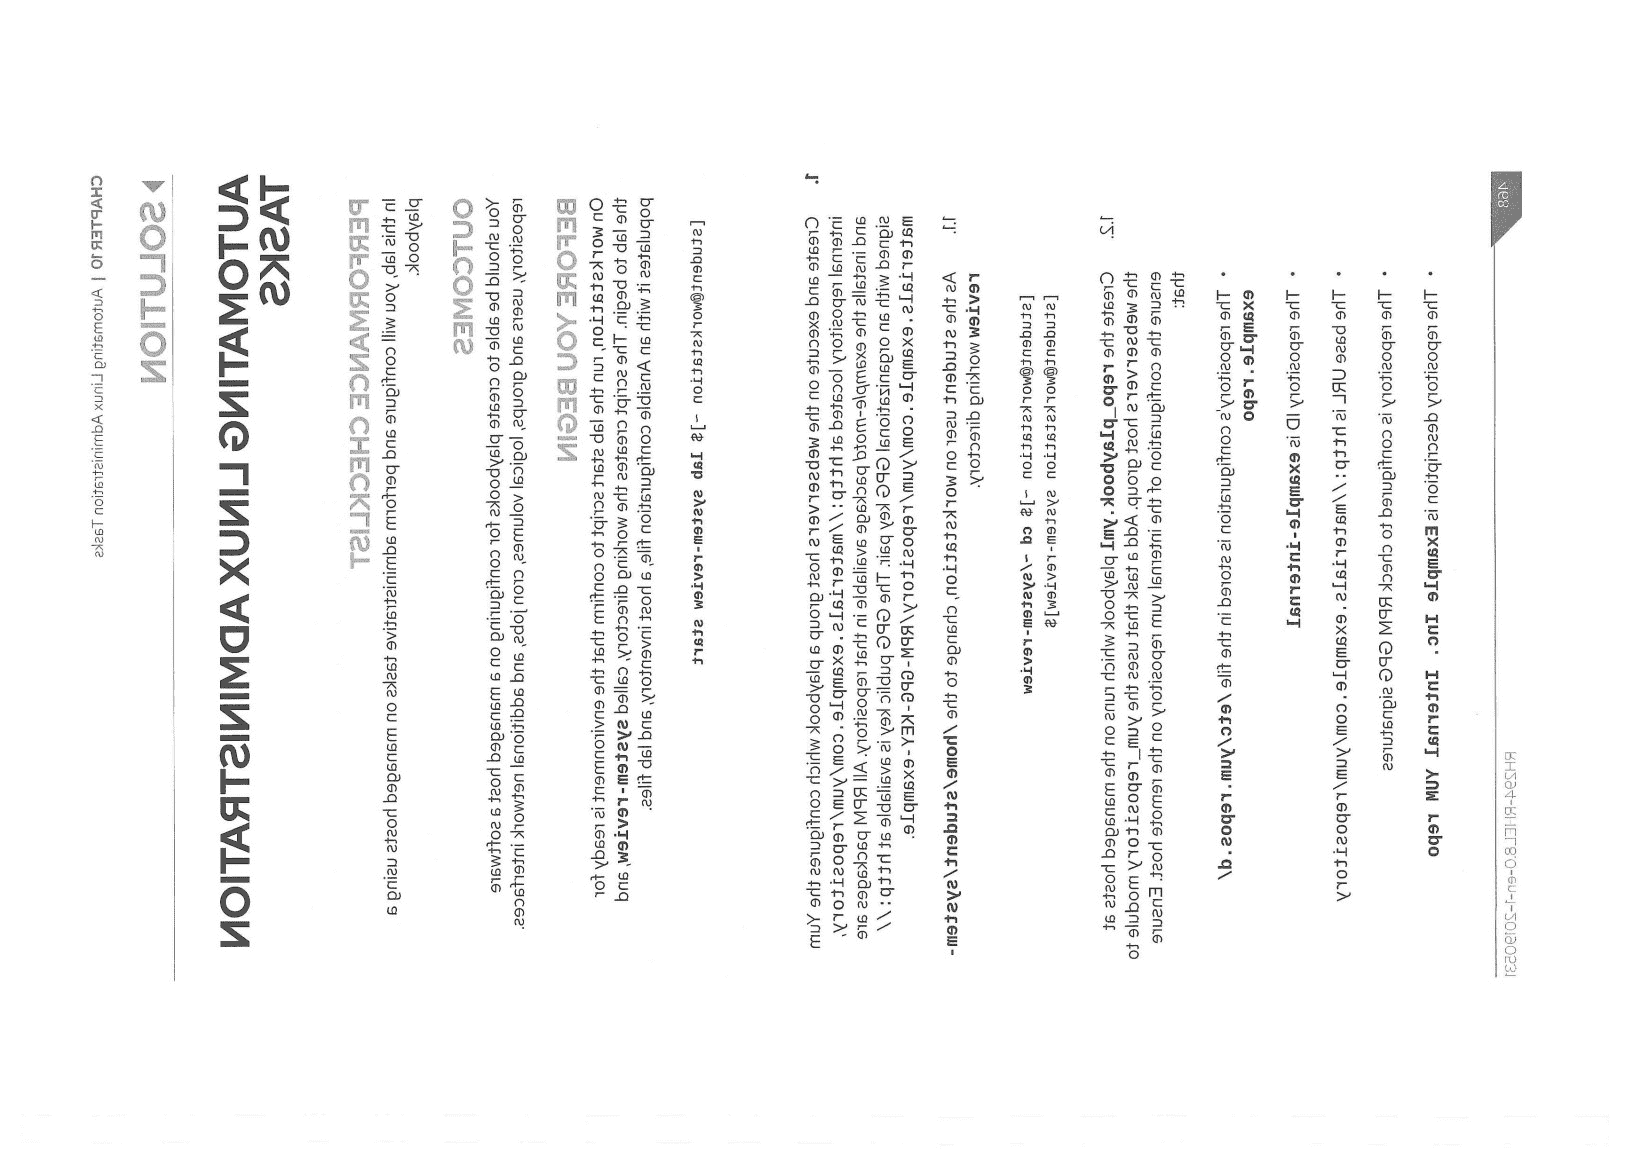 CHAPTER 10 | Automating Linux Administration Tasks
SOLUTION
AUTOMATING LINUX ADMINISTRATION
TASKS
PERFORMANCE CHECKLIST
In this lab, you will configure and perform administrative tasks on managed hosts using a
playbook.
OUTCOMES
You should be able to create playbooks for configuring on a managed host a software
repository, users and groups, logical volumes, cron jobs, and additional network interfaces.
BEFORE YOU BEGIN
On workstation, run the lab start script to confirm that the environment is ready for
the lab to begin. The script creates the working directory, called system-review, and
populates it with an Ansible configuration file, a host inventory, and lab files.
[student@workstation ~]$ lab system-review start
1.
Create and execute on the webservers host group a playbook which configures the Yum
internal repository located at http://materials.example.com/yum/repository,
and installs the example-motd package available in that repository. All RPM packages are
signed with an organizational GPG key pair. The GPG public key is available at http://
materials.example.com/yum/repository/RPM-GPG-KEY-example.
1.1.
As the student user on workstation, change to the /home/student/system-
review working directory.
[student@workstation ~]$ cd ~/system-review
[student@workstation system-review]$
1.2.
Create the repo_playbook.yml playbook which runs on the managed hosts at
the webservers host group. Add a task that uses the yum_repository module to
ensure the configuration of the internal yum repository on the remote host. Ensure
that:
• The repository's configuration is stored in the file /etc/yum.repos.d/
example.repo
• The repository ID is example-internal
• The base URL is http://materials.example.com/yum/repository
• The repository is configured to check RPM GPG signatures
• The repository description is Example Inc. Internal YUM repo
468
RH294-RHEL8.0-en-1-20190531